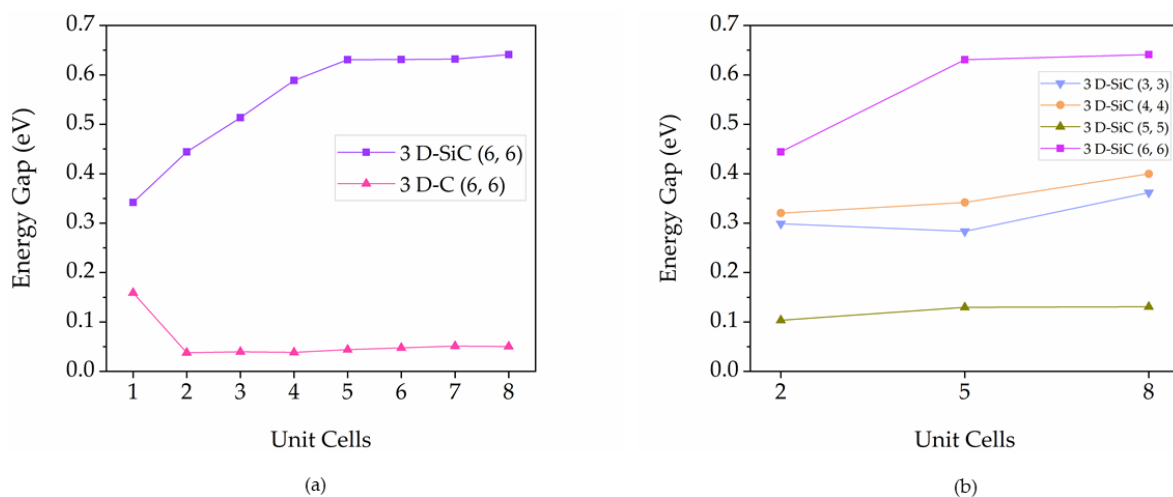 0.7
0.6
0.5
0.4
0.3
0.2
0.1
0.0
Energy Gap (eV)
3 D-SiC (6, 6)
3 D-C (6, 6)
1 2 3 4 5 6 7 8
Unit Cells
(a)
0.7
0.6
0.5
0.4
0.3
0.2
0.1
0.0
Energy Gap (eV)
3 D-SiC (3, 3)
3 D-SiC (4, 4)
3 D-SiC (5, 5)
3 D-SiC (6, 6)
2 5 8
Unit Cells
(b)